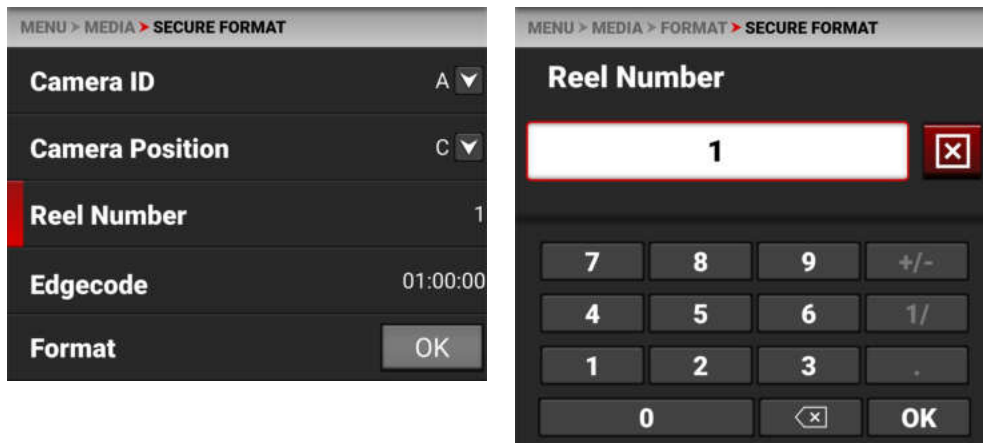 MENU > MEDIA > SECURE FORMAT
Camera ID A
Camera Position C
Reel Number 1
Edgecode 01:00:00
Format OK
MENU > MEDIA > FORMAT > SECURE FORMAT
Reel Number
1
7 8 9 +/-
4 5 6 1/
1 2 3 .
0 OK